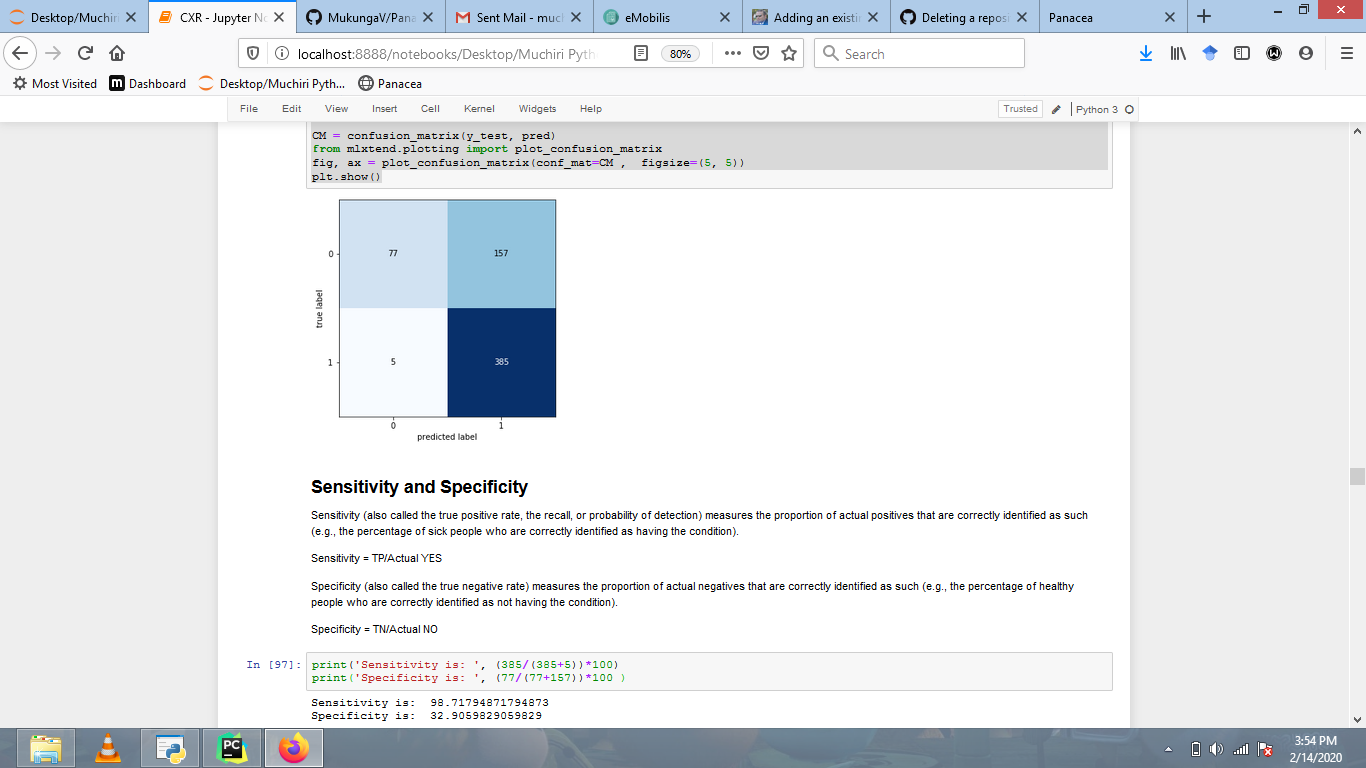 Desktop/Muchiri
CXR - Jupyter No
MukungaV/Pana
Sent Mail - muc
eMobilis
Adding an existi
Deleting a reposi
Panacea
localhost:8888/notebooks/Desktop/Muchiri Pyth
80%
Search
Most Visited
Dashboard
Desktop/Muchiri Pyth...
Panacea
File Edit View Insert Cell Kernel Widgets Help
Trusted
Python 3
CM = confusion_matrix(y_test, pred)
from mlxtend.plotting import plot_confusion_matrix
fig, ax = plot_confusion_matrix(conf_mat=CM ,  figsize=(5, 5))
plt.show()
0
77
157
true label
1
5
385
0
1
predicted label
Sensitivity and Specificity
Sensitivity (also called the true positive rate, the recall, or probability of detection) measures the proportion of actual positives that are correctly identified as such
(e.g., the percentage of sick people who are correctly identified as having the condition).
Sensitivity = TP/Actual YES
Specificity (also called the true negative rate) measures the proportion of actual negatives that are correctly identified as such (e.g., the percentage of healthy
people who are correctly identified as not having the condition).
Specificity = TN/Actual NO
In [97]:
print('Sensitivity is: ', (385/(385+5))*100)
print('Specificity is: ', (77/(77+157))*100 )
Sensitivity is:  98.71794871794873
Specificity is:  32.9059829059829
PC
3:54 PM
2/14/2020